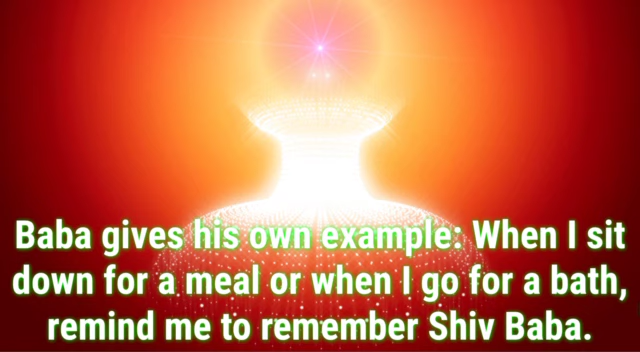 Baba gives his own example: When I sit
down for a meal or when I go for a bath,
remind me to remember Shiv Baba.